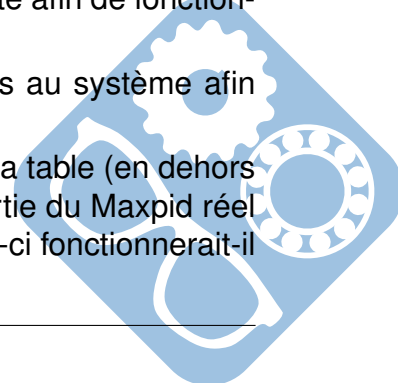 te afin de fonction-
s au système afin
a table (en dehors
rtie du Maxpid réel
-ci fonctionnerait-il